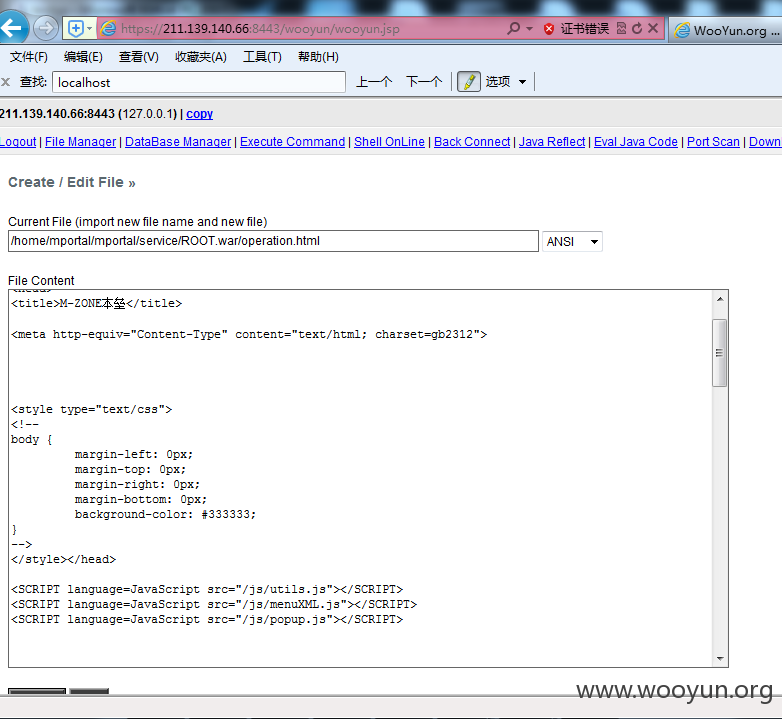 https://211.139.140.66:8443/wooyun/wooyun.jsp 证书错误 WooYun.org ...
文件(F) 编辑(E) 查看(V) 收藏夹(A) 工具(T) 帮助(H)
x 查找: localhost 上一个 下一个 选项
211.139.140.66:8443 (127.0.0.1) | copy
Logout | File Manager | DataBase Manager | Execute Command | Shell OnLine | Back Connect | Java Reflect | Eval Java Code | Port Scan | Down
Create / Edit File »
Current File (import new file name and new file)
/home/mportal/mportal/service/ROOT.war/operation.html ANSI
File Content
<head>
<title>M-ZONE本垒</title>
<meta http-equiv="Content-Type" content="text/html; charset=gb2312">
<style type="text/css">
<!--
body {
margin-left: 0px;
margin-top: 0px;
margin-right: 0px;
margin-bottom: 0px;
background-color: #333333;
}
-->
</style></head>
<SCRIPT language=JavaScript src="/js/utils.js"></SCRIPT>
<SCRIPT language=JavaScript src="/js/menuXML.js"></SCRIPT>
<SCRIPT language=JavaScript src="/js/popup.js"></SCRIPT>
www.wooyun.org